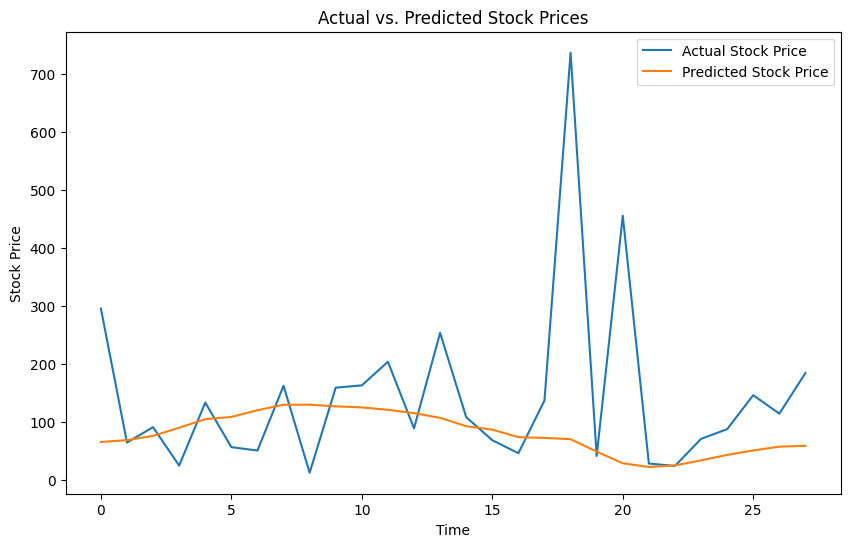 Actual vs. Predicted Stock Prices
Actual Stock Price
Predicted Stock Price
Stock Price
700
600
500
400
300
200
100
0
0 5 10 15 20 25
Time